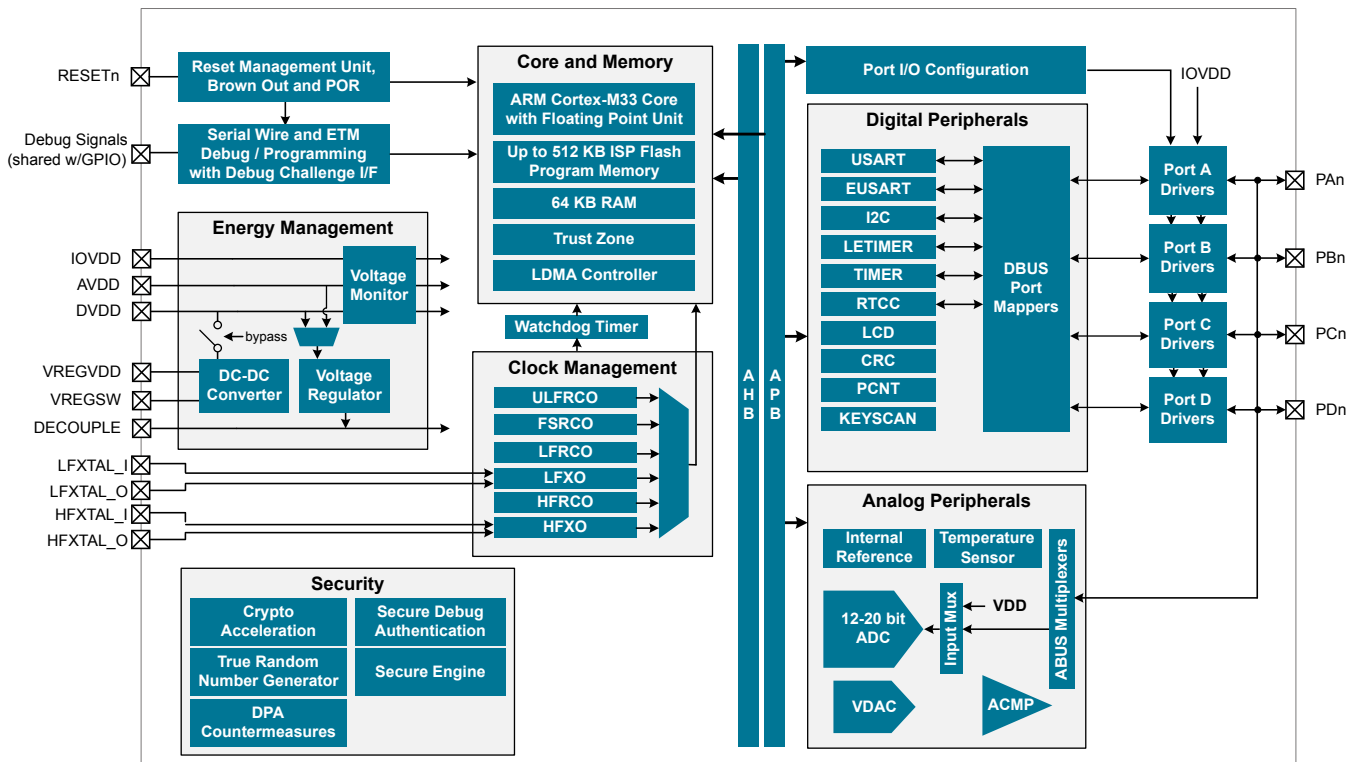 RESETn
Debug Signals
(shared w/GPIO)
Reset Management Unit,
Brown Out and POR
Serial Wire and ETM
Debug / Programming
with Debug Challenge I/F
Energy Management
IOVDD
AVDD
DVDD
Voltage
Monitor
bypass
VREGVDD
VREGSW
DECOUPLE
DC-DC
Converter
Voltage
Regulator
LFXTAL_I
LFXTAL_O
HFXTAL_I
HFXTAL_O
Core and Memory
ARM Cortex-M33 Core
with Floating Point Unit
Up to 512 KB ISP Flash
Program Memory
64 KB RAM
Trust Zone
LDMA Controller
Watchdog Timer
Clock Management
ULFRCO
FSRCO
LFRCO
LFXO
HFRCO
HFXO
Security
Crypto
Acceleration
Secure Debug
Authentication
True Random
Number Generator
Secure Engine
DPA
Countermeasures
AHB
APB
Port I/O Configuration
IOVDD
Digital Peripherals
USART
EUSART
I2C
LETIMER
TIMER
RTCC
LCD
CRC
PCNT
KEYSCAN
DBUS
Port
Mappers
Port A
Drivers
Port B
Drivers
Port C
Drivers
Port D
Drivers
PAn
PBn
PCn
PDn
Analog Peripherals
Internal
Reference
Temperature
Sensor
12-20 bit
ADC
Input Mux
VDD
ABUS Multiplexers
VDAC
ACMP